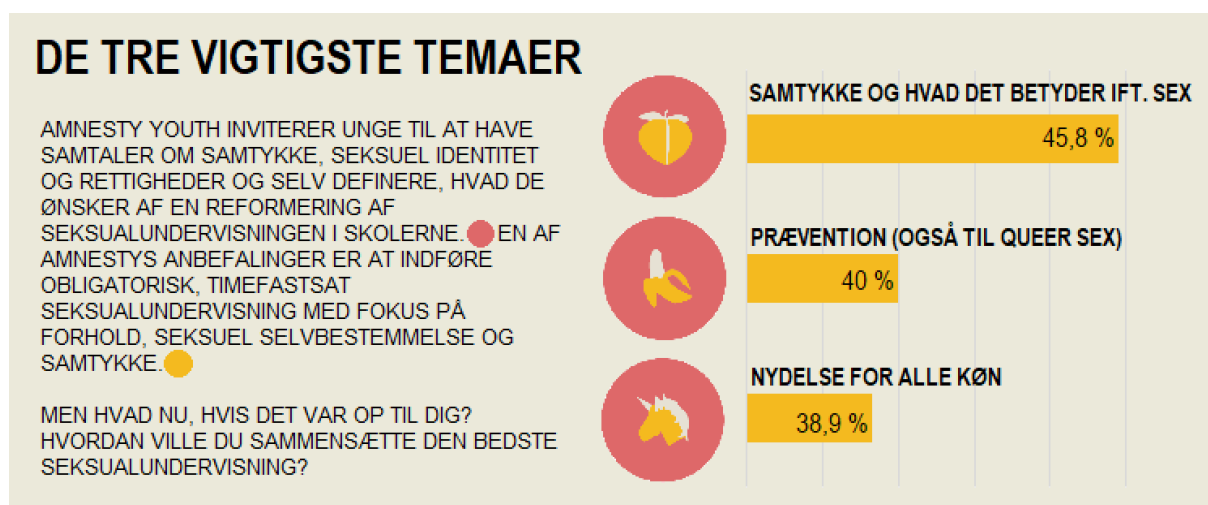 DE TRE VIGTIGSTE TEMAER
AMNESTY YOUTH INVITERER UNGE TIL AT HAVE
SAMTALER OM SAMTYKKE, SEKSUEL IDENTITET
OG RETTIGHEDER OG SELV DEFINERE, HVAD DE
ØNSKER AF EN REFORMERING AF
SEKSUALUNDERVISNINGEN I SKOLERNE. EN AF
AMNESTYS ANBEFALINGER ER AT INDFØRE
OBLIGATORISK, TIMEFASTSAT
SEKSUALUNDERVISNING MED FOKUS PÅ
FORHOLD, SEKSUEL SELVBESTEMMELSE OG
SAMTYKKE.
MEN HVAD NU, HVIS DET VAR OP TIL DIG?
HVORDAN VILLE DU SAMMENSÆTTE DEN BEDSTE
SEKSUALUNDERVISNING?
SAMTYKKE OG HVAD DET BETYDER IFT. SEX
45,8 %
PRÆVENTION (OGSÅ TIL QUEER SEX)
40 %
NYDELSE FOR ALLE KØN
38,9 %